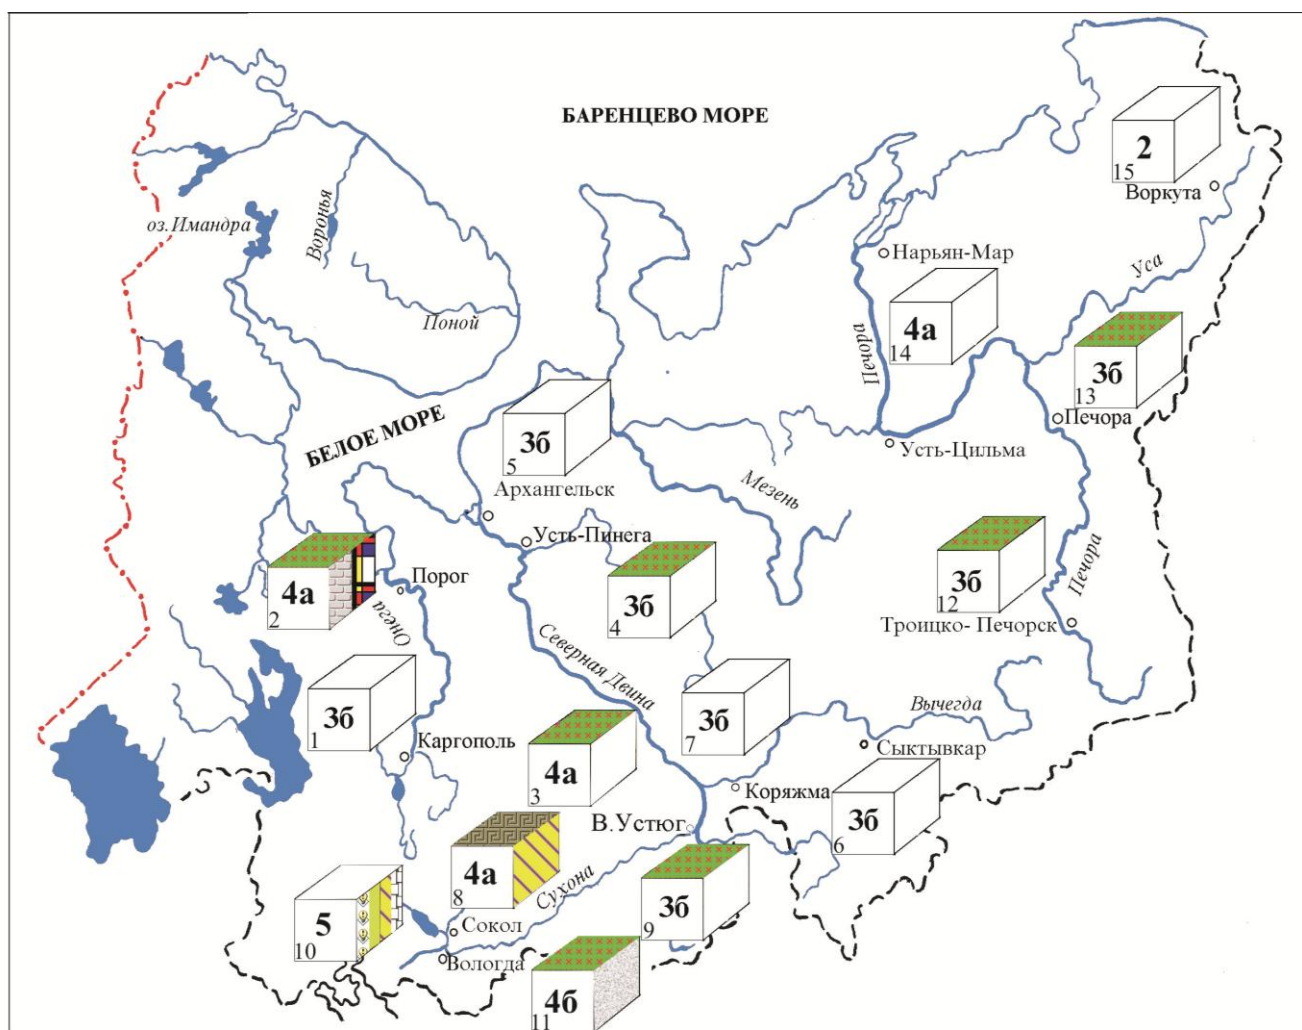 БАРЕНЦЕВО МОРЕ
2
15
Воркута
оз.Имандра
Воронья
Нарьян-Мар
Уса
Поной
4а
14
Печора
3б
13
Печора
БЕЛОЕ МОРЕ
3б
5
Архангельск
Усть-Цильма
Мезень
Усть-Пинега
4а
2
Порог
Онега
3б
4
3б
12
Печора
Троицко- Печорск
Северная Двина
3б
1
Каргополь
3б
7
Вычегда
Сыктывкар
4а
3
Коряжма
3б
6
В.Устюг
4а
8
Сухона
3б
9
5
10
Сокол
Вологда
4б
11